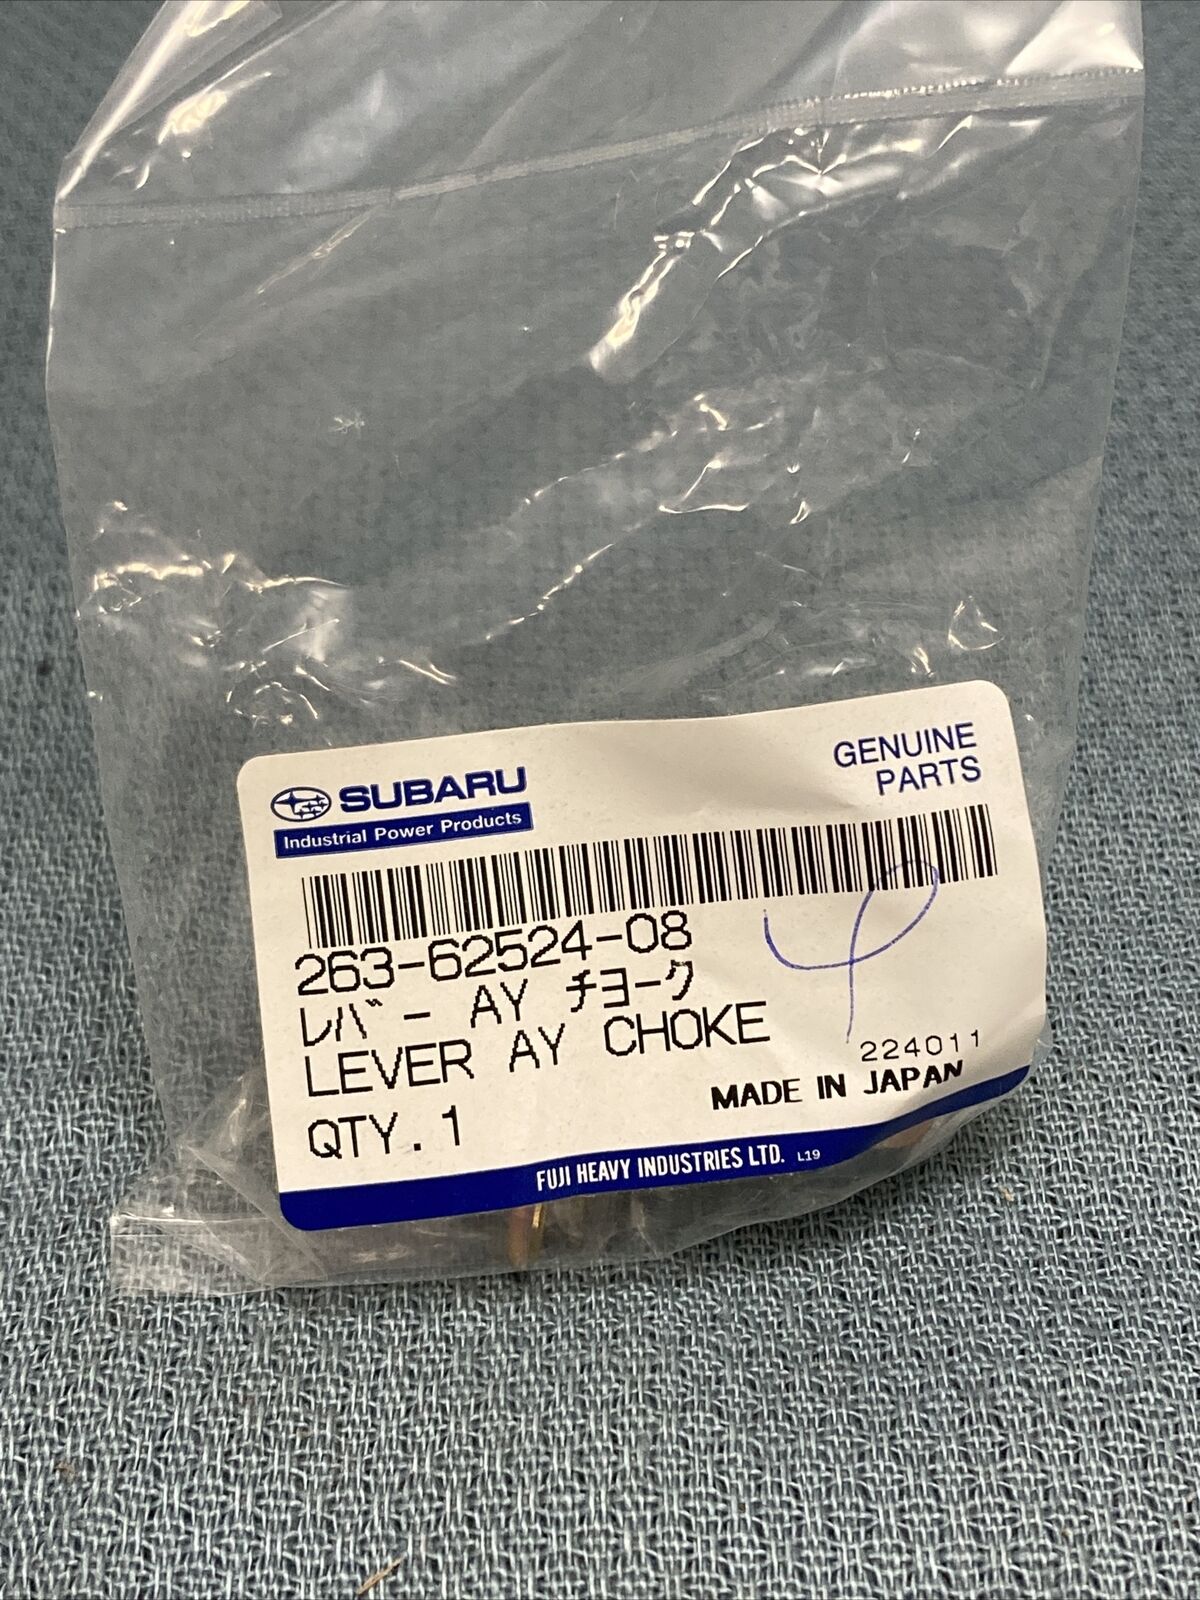 SUBARU
Industrial Power Products
GENUINE
PARTS
263-62524-08
レバー AY チヨーク
LEVER AY CHOKE
224011
QTY. 1
MADE IN JAPAN
FUJI HEAVY INDUSTRIES LTD. L19